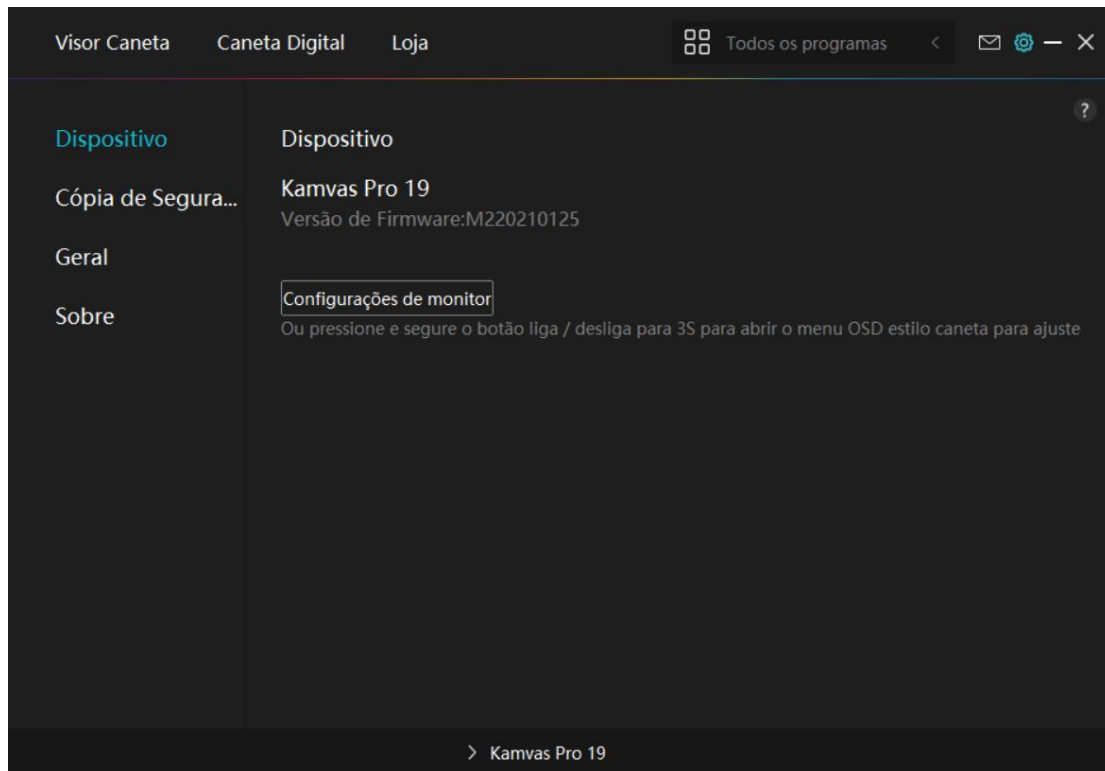 Visor Caneta Caneta Digital Loja Todos os programas
?
Dispositivo
Cópia de Segura...
Geral
Sobre
Dispositivo
Kamvas Pro 19
Versão de Firmware:M220210125
Configurações de monitor
Ou pressione e segure o botão liga / desliga para 3S para abrir o menu OSD estilo caneta para ajuste
Kamvas Pro 19